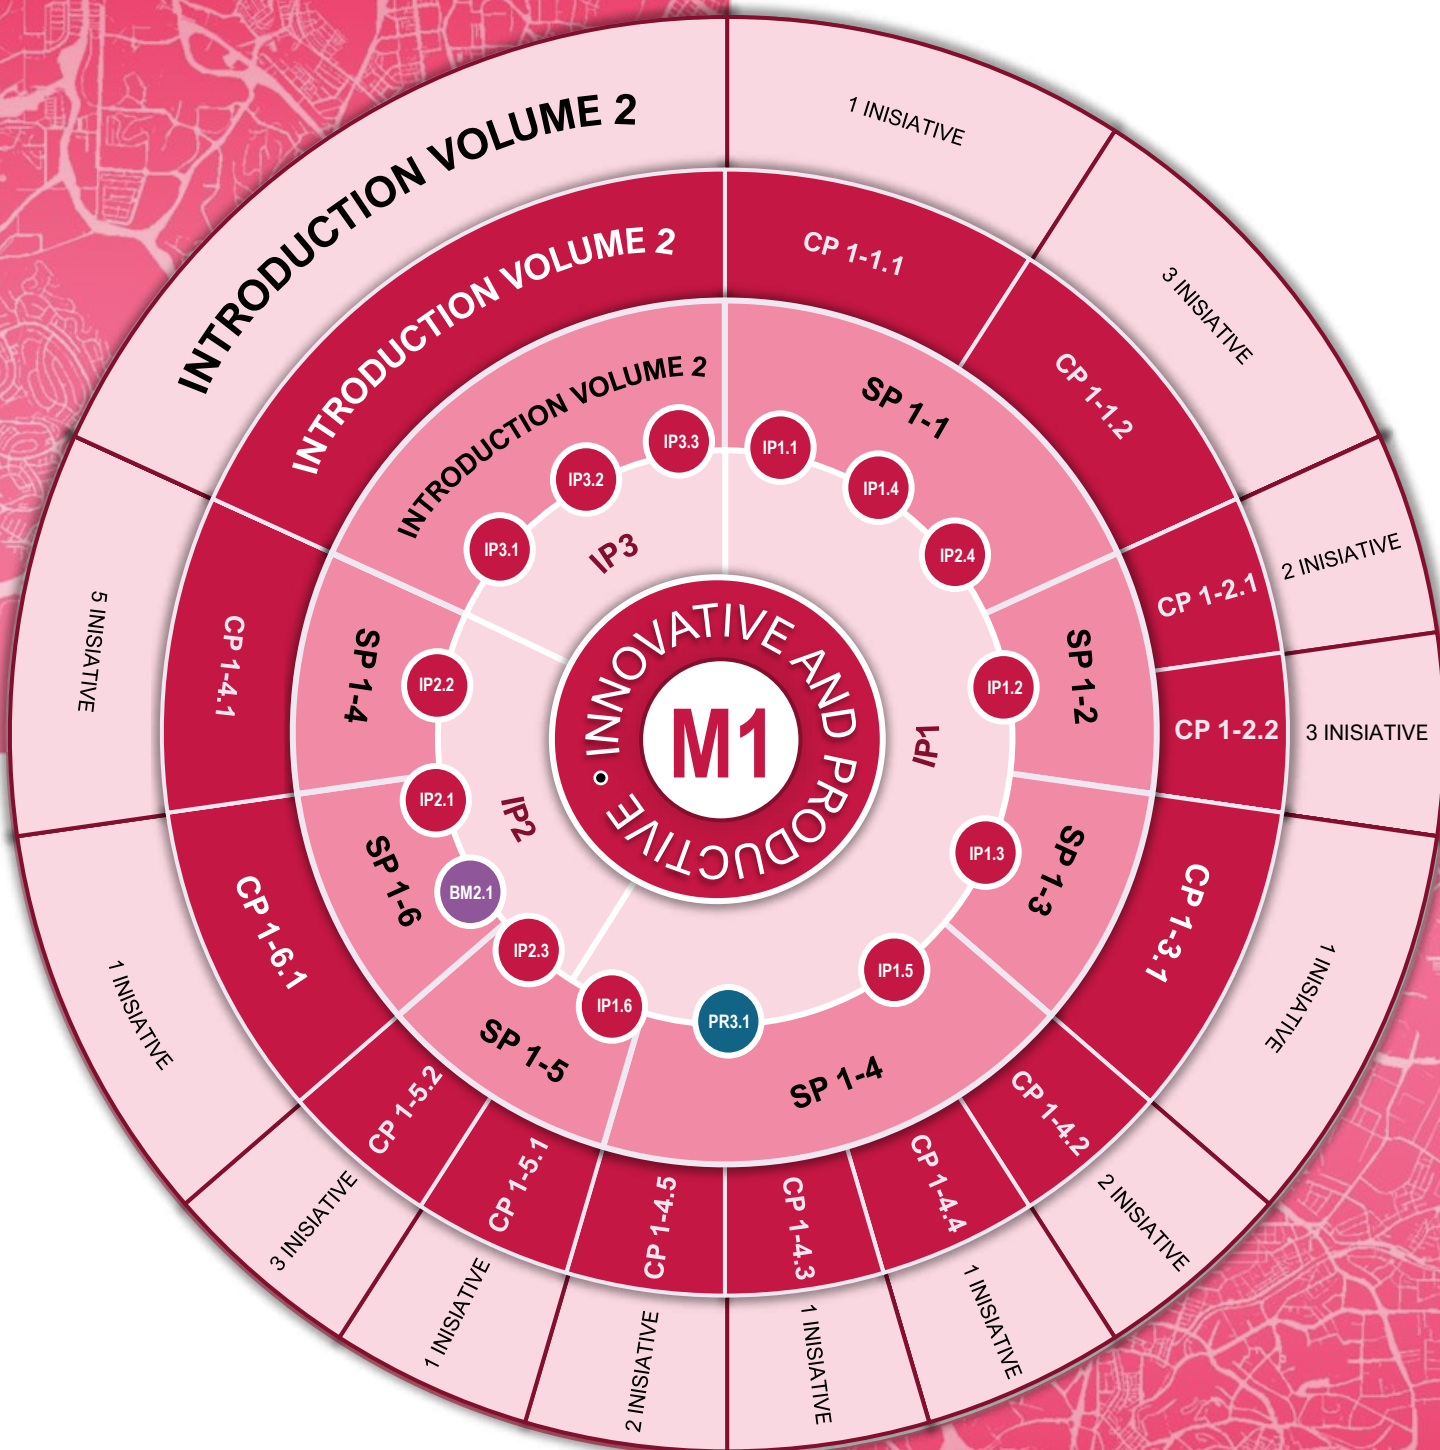 INTRODUCTION VOLUME 2
1 INISIATIVE
3 INISIATIVE
2 INISIATIVE
3 INISIATIVE
1 INISIATIVE
2 INISIATIVE
1 INISIATIVE
1 INISIATIVE
2 INISIATIVE
1 INISIATIVE
3 INISIATIVE
1 INISIATIVE
5 INISIATIVE
INTRODUCTION VOLUME 2
CP 1-1.1
CP 1-1.2
CP 1-2.1
CP 1-2.2
CP 1-3.1
CP 1-4.2
CP 1-4.4
CP 1-4.3
CP 1-4.5
CP 1-5.1
CP 1-5.2
CP 1-6.1
CP 1-4.1
INTRODUCTION VOLUME 2
SP 1-1
SP 1-2
SP 1-3
SP 1-4
SP 1-5
SP 1-6
SP 1-4
IP3.3
IP1.1
IP1.4
IP2.4
IP1.2
IP1.3
IP1.5
PR3.1
IP1.6
IP2.3
BM2.1
IP2.1
IP2.2
IP3.1
IP3.2
IP3
IP1
IP2
INNOVATIVE AND PRODUCTIVE •
M1